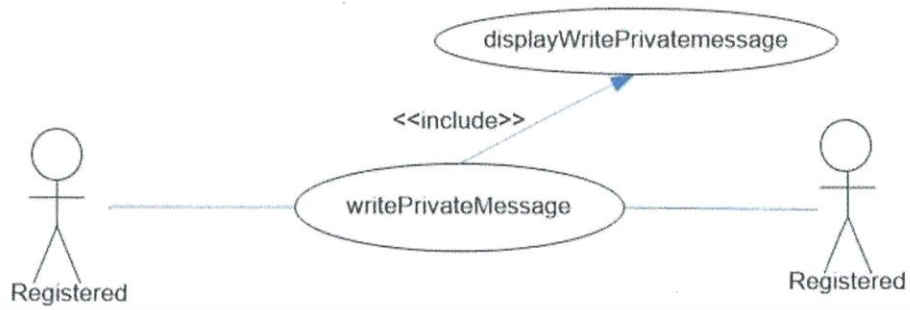 displayWritePrivatemessage
<<include>>
writePrivateMessage
Registered
Registered